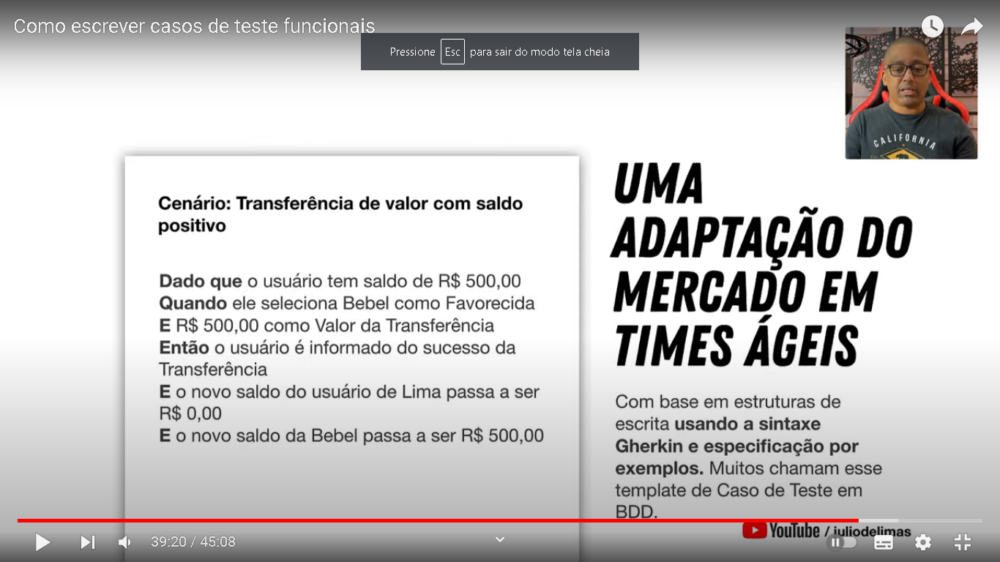 Como escrever casos de teste funcionais
Pressione Esc para sair do modo tela cheia
CALIFORNIA
Cenário: Transferência de valor com saldo
positivo
Dado que o usuário tem saldo de R$ 500,00
Quando ele seleciona Bebel como Favorecida
E R$ 500,00 como Valor da Transferência
Então o usuário é informado do sucesso da
Transferência
E o novo saldo do usuário de Lima passa a ser
R$ 0,00
E o novo saldo da Bebel passa a ser R$ 500,00
UMA
ADAPTAÇÃO DO
MERCADO EM
TIMES ÁGEIS
Com base em estruturas de
escrita usando a sintaxe
Gherkin e especificação por
exemplos. Muitos chamam esse
template de Caso de Teste em
BDD.
YouTube / juliodelimas
39:20 / 45:08